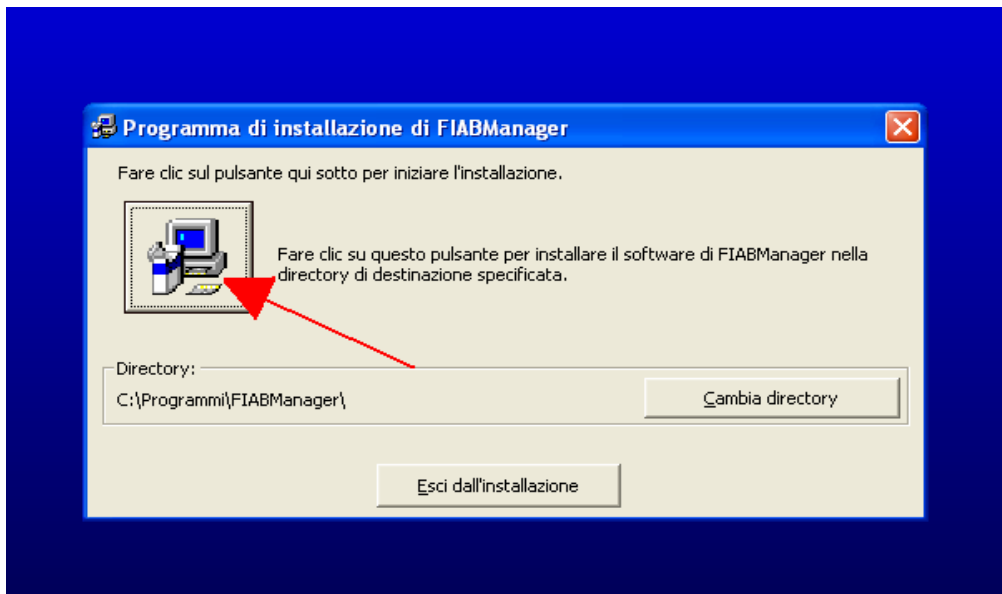 Programma di installazione di FIABManager
Fare clic sul pulsante qui sotto per iniziare l'installazione.
Fare clic su questo pulsante per installare il software di FIABManager nella
directory di destinazione specificata.
Directory:
C:\Programmi\FIABManager\
Cambia directory
Esci dall'installazione